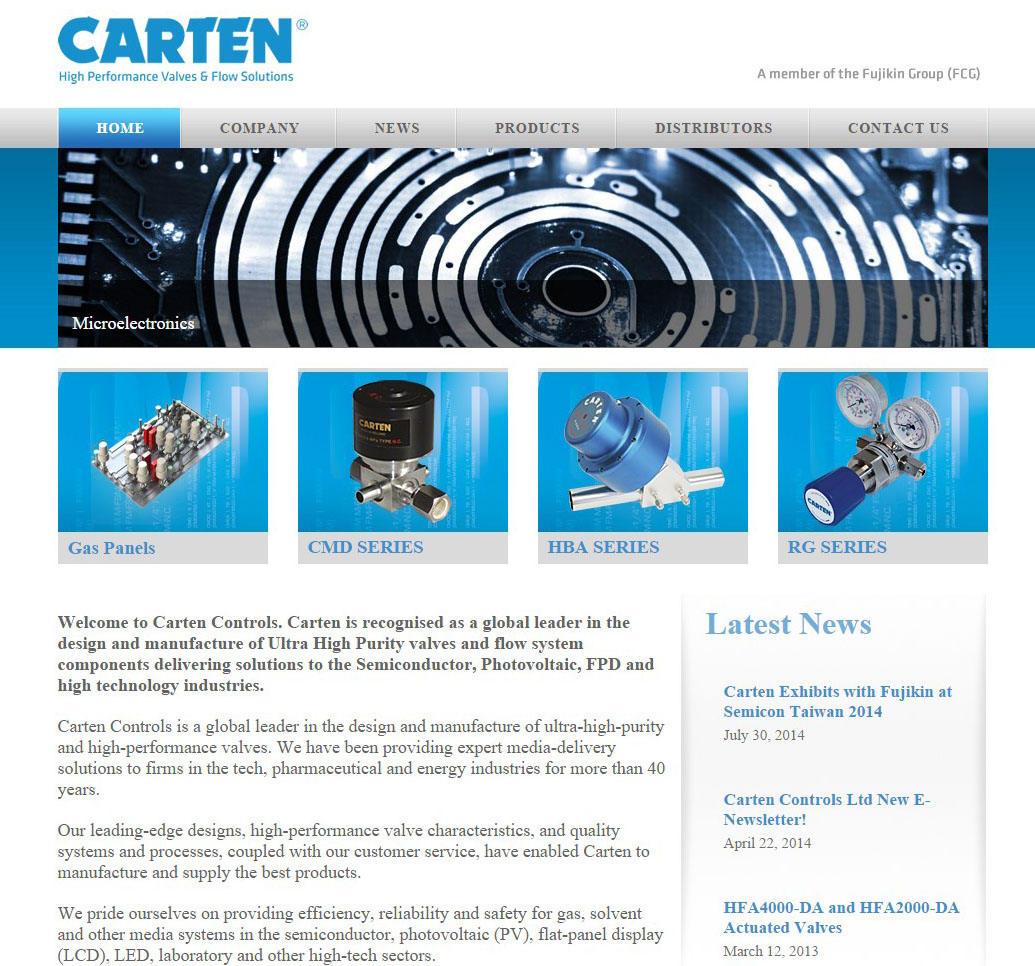 CARTEN®
High Performance Valves & Flow Solutions
A member of the Fujikin Group (FCG)
HOME COMPANY NEWS PRODUCTS DISTRIBUTORS CONTACT US
Microelectronics
CARTEN
CARTEN
CARTEN
Gas Panels
CMD SERIES
HBA SERIES
RG SERIES
Welcome to Carten Controls. Carten is recognised as a global leader in the
design and manufacture of Ultra High Purity valves and flow system
components delivering solutions to the Semiconductor, Photovoltaic, FPD and
high technology industries.
Carten Controls is a global leader in the design and manufacture of ultra-high-purity
and high-performance valves. We have been providing expert media-delivery
solutions to firms in the tech, pharmaceutical and energy industries for more than 40
years.
Our leading-edge designs, high-performance valve characteristics, and quality
systems and processes, coupled with our customer service, have enabled Carten to
manufacture and supply the best products.
We pride ourselves on providing efficiency, reliability and safety for gas, solvent
and other media systems in the semiconductor, photovoltaic (PV), flat-panel display
(LCD), LED, laboratory and other high-tech sectors.
Latest News
Carten Exhibits with Fujikin at
Semicon Taiwan 2014
July 30, 2014
Carten Controls Ltd New E-
Newsletter!
April 22, 2014
HFA4000-DA and HFA2000-DA
Actuated Valves
March 12, 2013